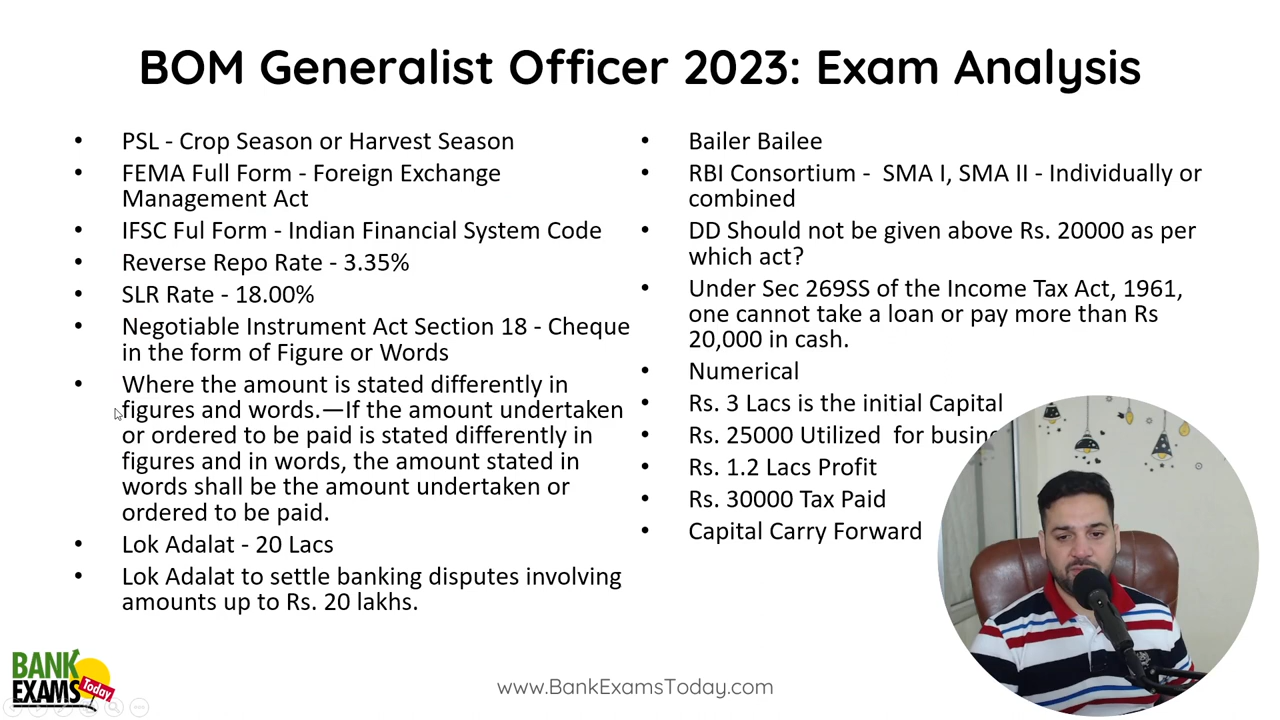 BOM Generalist Officer 2023: Exam Analysis
• PSL - Crop Season or Harvest Season
• FEMA Full Form - Foreign Exchange
Management Act
• IFSC Ful Form - Indian Financial System Code
• Reverse Repo Rate - 3.35%
• SLR Rate - 18.00%
• Negotiable Instrument Act Section 18 - Cheque
in the form of Figure or Words
• Where the amount is stated differently in
figures and words.—If the amount undertaken
or ordered to be paid is stated differently in
figures and in words, the amount stated in
words shall be the amount undertaken or
ordered to be paid.
• Lok Adalat - 20 Lacs
• Lok Adalat to settle banking disputes involving
amounts up to Rs. 20 lakhs.
• Bailer Bailee
• RBI Consortium - SMA I, SMA II - Individually or
combined
• DD Should not be given above Rs. 20000 as per
which act?
• Under Sec 269SS of the Income Tax Act, 1961,
one cannot take a loan or pay more than Rs
20,000 in cash.
• Numerical
• Rs. 3 Lacs is the initial Capital
• Rs. 25000 Utilized for
• Rs. 1.2 Lacs Profit
• Rs. 30000 Tax Paid
• Capital Carry Forward
BANK
EXAMS Today
www.BankExamsToday.com